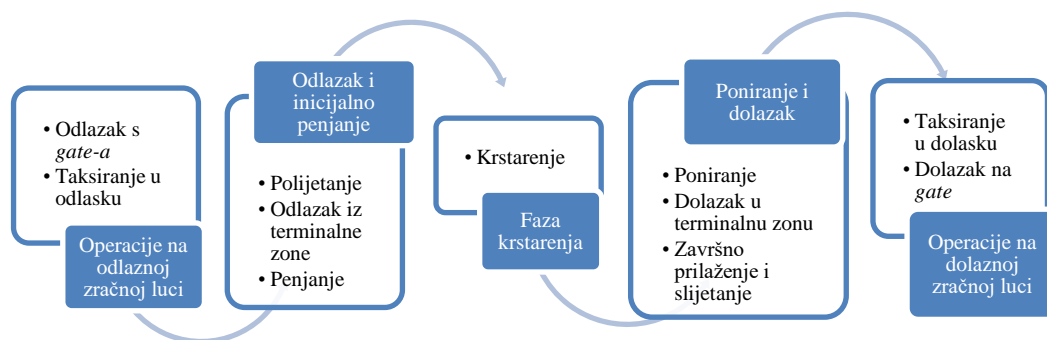 • Odlazak s
gate-a
• Taksiranje u
odlasku
Operacije na
odlaznoj
zračnoj luci
Odlazak i
inicijalno
penjanje
• Polijetanje
• Odlazak iz
terminalne
zone
• Penjanje
• Krstarenje
Faza
krstarenja
Poniranje i
dolazak
• Poniranje
• Dolazak u
terminalnu zonu
• Završno
prilaženje i
slijetanje
• Taksiranje
u dolasku
• Dolazak na
gate
Operacije na
dolaznoj
zračnoj luci